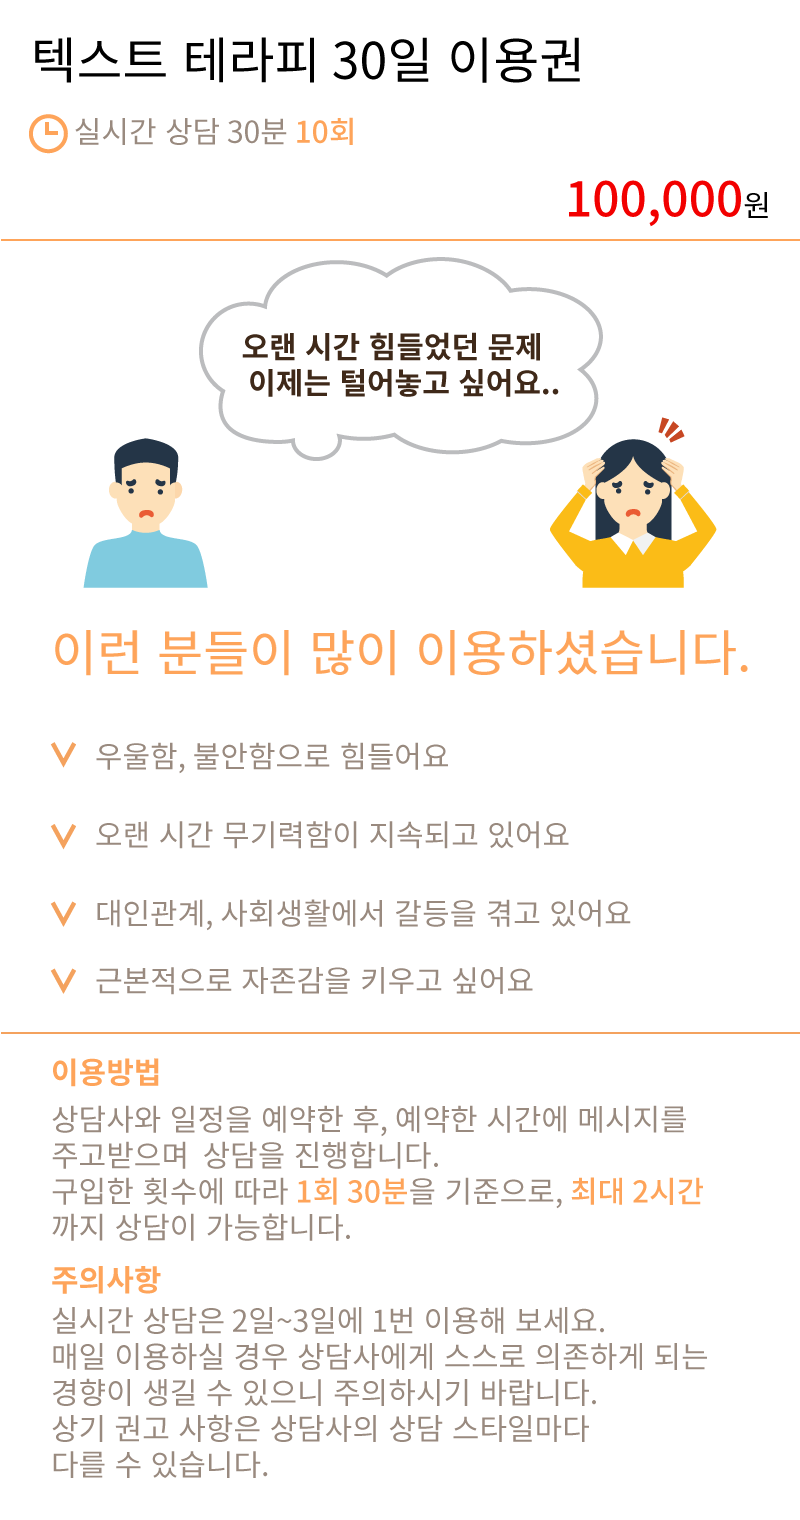 텍스트 테라피 30일 이용권
실시간 상담 30분 10회
100,000원
오랜 시간 힘들었던 문제
이제는 털어놓고 싶어요..
이런 분들이 많이 이용하셨습니다.
우울함, 불안함으로 힘들어요
오랜 시간 무기력함이 지속되고 있어요
대인관계, 사회생활에서 갈등을 겪고 있어요
근본적으로 자존감을 키우고 싶어요
이용방법
상담사와 일정을 예약한 후, 예약한 시간에 메시지를
주고받으며 상담을 진행합니다.
구입한 횟수에 따라 1회 30분을 기준으로, 최대 2시간
까지 상담이 가능합니다.
주의사항
실시간 상담은 2일~3일에 1번 이용해 보세요.
매일 이용하실 경우 상담사에게 스스로 의존하게 되는
경향이 생길 수 있으니 주의하시기 바랍니다.
상기 권고 사항은 상담사의 상담 스타일마다
다를 수 있습니다.